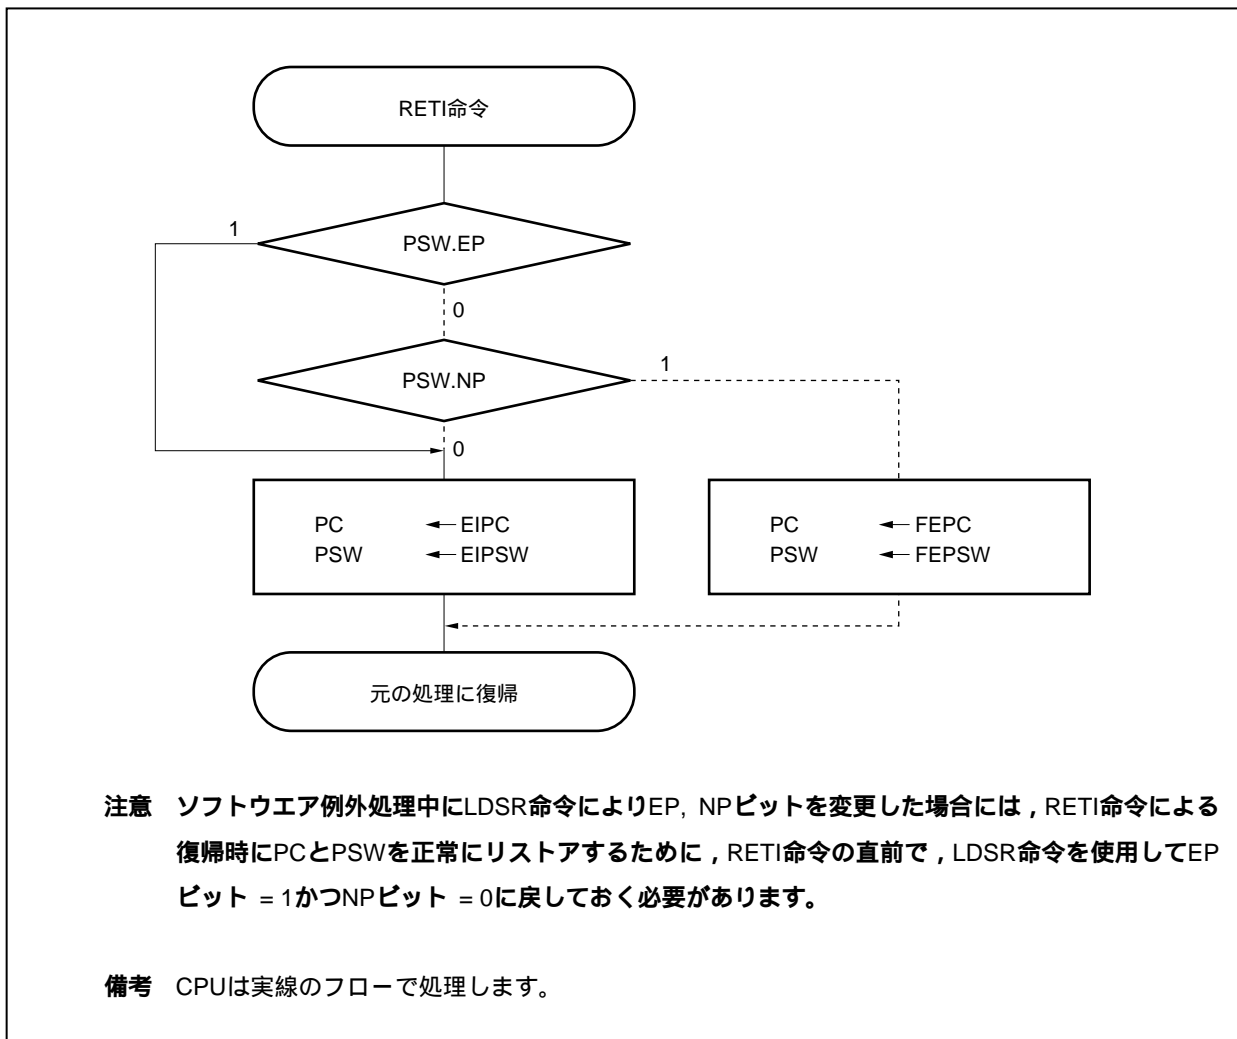 RETI命令
PSW.EP
1
0
PSW.NP
1
0
PC ← EIPC
PSW ← EIPSW
PC ← FEPC
PSW ← FEPSW
元の処理に復帰
注意 ソフトウエア例外処理中にLDSR命令によりEP, NPビットを変更した場合には，RETI命令による
復帰時にPCとPSWを正常にリストアするために，RETI命令の直前で，LDSR命令を使用してEP
ビット = 1かつNPビット = 0に戻しておく必要があります。
備考 CPUは実線のフローで処理します。